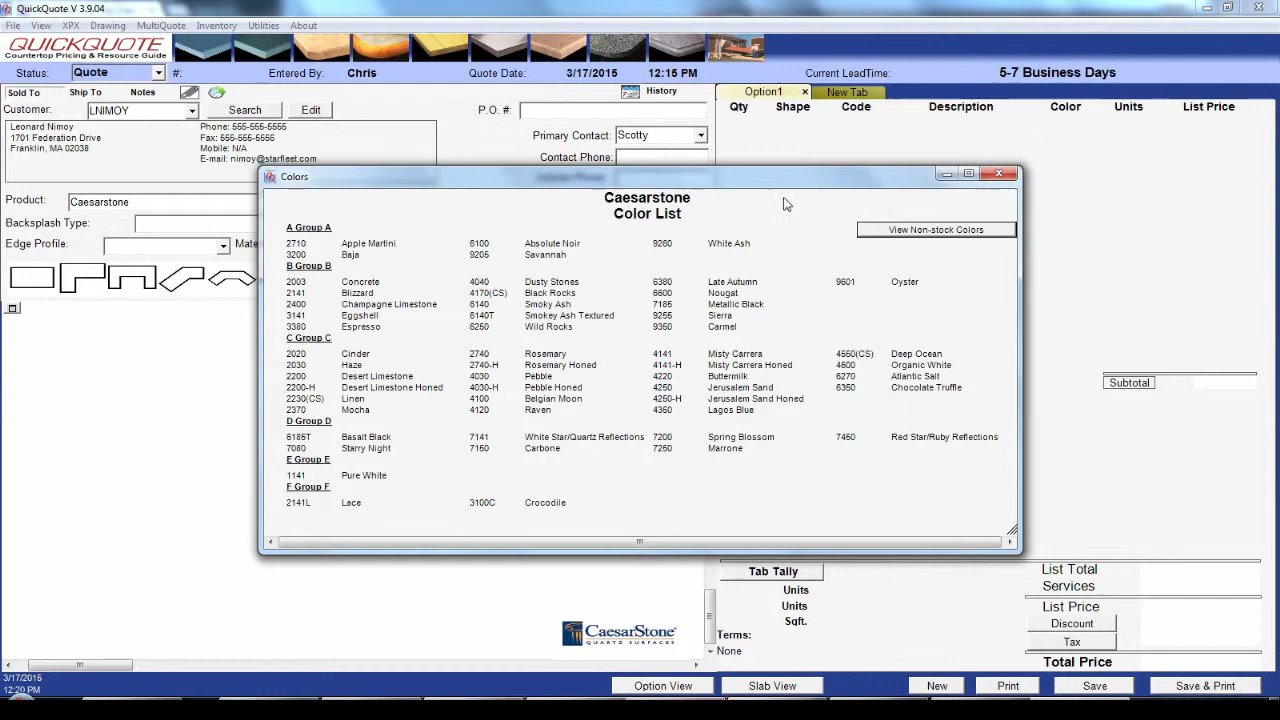 QuickQuote V 3.9.04
File View XPX Drawing MultiQuote Inventory Utilities About
QUICKQUOTE
Countertop Pricing & Resource Guide
Status: Quote #: Entered By: Chris Quote Date: 3/17/2015 12:15 PM Current LeadTime: 5-7 Business Days
Sold To Ship To Notes History
Option1 x New Tab
Customer: LNIMOY Search Edit P.O. #:
Qty Shape Code Description Color Units List Price
Leonard Nimoy Phone: 555-555-5555
1701 Federation Drive Fax: 555-555-5555
Franklin, MA 02038 Mobile: N/A
E-mail: nimoy@starfleet.com
Primary Contact: Scotty
Contact Phone:
Product: Caesarstone
Backsplash Type:
Edge Profile: Mate
Colors
Caesarstone
Color List
View Non-stock Colors
A Group A
2710 Apple Martini 6100 Absolute Noir 9260 White Ash
3200 Baja 9205 Savannah
B Group B
2003 Concrete 4040 Dusty Stones 6380 Late Autumn 9601 Oyster
2141 Blizzard 4170(CS) Black Rocks 6600 Nougat
2400 Champagne Limestone 6140 Smoky Ash 7185 Metallic Black
3141 Eggshell 6140T Smokey Ash Textured 9255 Sierra
3380 Espresso 6250 Wild Rocks 9350 Carmel
C Group C
2020 Cinder 2740 Rosemary 4141 Misty Carrera 4550(CS) Deep Ocean
2030 Haze 2740-H Rosemary Honed 4141-H Misty Carrera Honed 4600 Organic White
2200 Desert Limestone 4030 Pebble 4220 Buttermilk 6270 Atlantic Salt
2200-H Desert Limestone Honed 4030-H Pebble Honed 4250 Jerusalem Sand 6350 Chocolate Truffle
2230(CS) Linen 4100 Belgian Moon 4250-H Jerusalem Sand Honed
2370 Mocha 4120 Raven 4350 Lagos Blue
D Group D
6185T Basalt Black 7141 White Star/Quartz Reflections 7200 Spring Blossom 7450 Red Star/Ruby Reflections
7080 Starry Night 7150 Carbone 7250 Marrone
E Group E
1141 Pure White
F Group F
2141L Lace 3100C Crocodile
Subtotal
Tab Tally
Units
Units
Sqft.
Terms:
None
List Total
Services
List Price
Discount
Tax
Total Price
CaesarStone
QUARTZ SURFACES
3/17/2015
12:20 PM
Option View Slab View New Print Save Save & Print